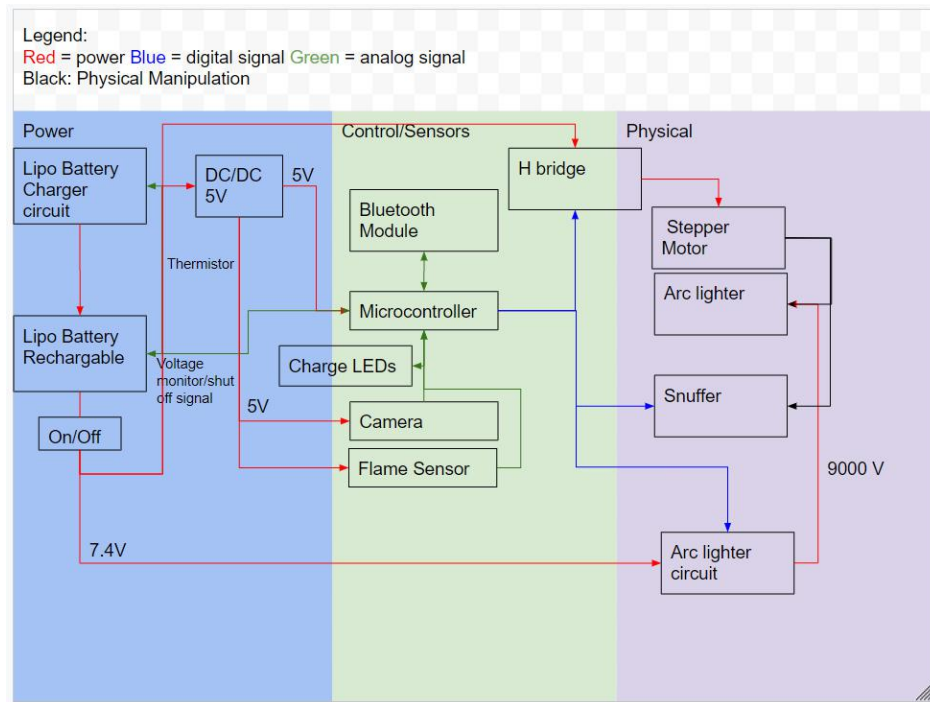 Legend:
Red = power Blue = digital signal Green = analog signal
Black: Physical Manipulation
Power
Control/Sensors
Physical
Lipo Battery
Charger
circuit
DC/DC
5V
5V
H bridge
Bluetooth
Module
Stepper
Motor
Thermistor
Arc lighter
Microcontroller
Lipo Battery
Rechargable
Voltage
monitor/shut
off signal
Charge LEDs
Snuffer
5V
Camera
On/Off
Flame Sensor
9000 V
7.4V
Arc lighter
circuit